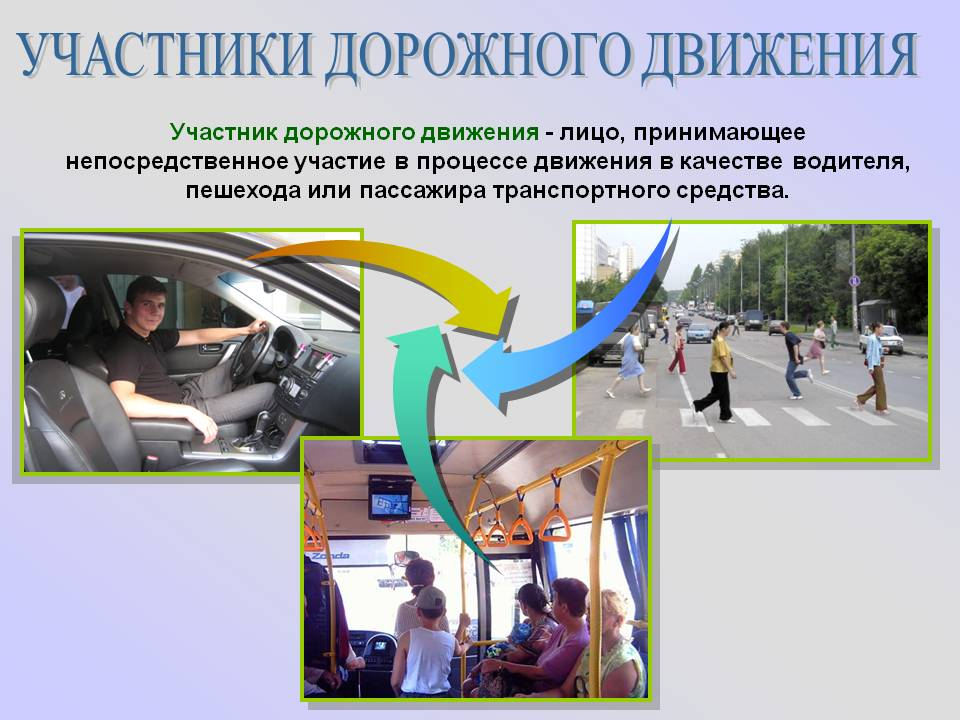 УЧАСТНИКИ ДОРОЖНОГО ДВИЖЕНИЯ
Участник дорожного движения - лицо, принимающее
непосредственное участие в процессе движения в качестве водителя,
пешехода или пассажира транспортного средства.
Zonda